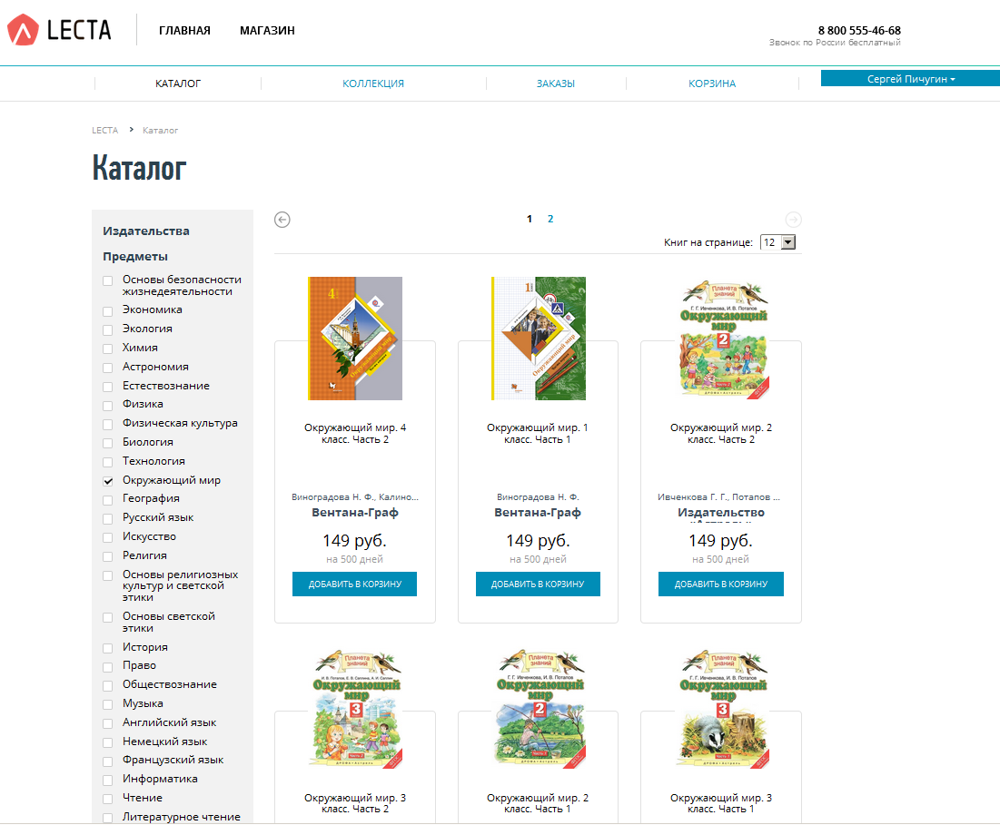 LECTA
ГЛАВНАЯ
МАГАЗИН
8 800 555-46-68
Звонок по России бесплатный
КАТАЛОГ
КОЛЛЕКЦИЯ
ЗАКАЗЫ
КОРЗИНА
Сергей Пичугин
LECTA > Каталог
Каталог
Издательства
Предметы
Основы безопасности
жизнедеятельности
Экономика
Экология
Химия
Астрономия
Естествознание
Физика
Физическая культура
Биология
Технология
Окружающий мир
География
Русский язык
Искусство
Религия
Основы религиозных
культур и светской
этики
Основы светской
этики
История
Право
Обществознание
Музыка
Английский язык
Немецкий язык
Французский язык
Информатика
Чтение
Литературное чтение
1 2
Книг на странице: 12
4
Окружающий мир
Окружающий мир. 4
класс. Часть 2
Виноградова Н. Ф., Калино...
Вентана-Граф
149 руб.
на 500 дней
ДОБАВИТЬ В КОРЗИНУ
1
Окружающий мир
Окружающий мир. 1
класс. Часть 1
Виноградова Н. Ф.
Вентана-Граф
149 руб.
на 500 дней
ДОБАВИТЬ В КОРЗИНУ
Планета
знаний
Г. Г. Ивченкова, И. В. Потапов
Окружающий
мир
2
Окружающий мир. 2
класс. Часть 2
Ивченкова Г. Г., Потапов ...
Издательство
149 руб.
на 500 дней
ДОБАВИТЬ В КОРЗИНУ
Планета
знаний
Окружающий
мир
3
Окружающий мир. 3
класс. Часть 2
Планета
знаний
Г. Г. Ивченкова, И. В. Потапов
Окружающий
мир
2
Окружающий мир. 2
класс. Часть 1
Планета
знаний
Г. Г. Ивченкова, И. В. Потапов
Окружающий
мир
3
Окружающий мир. 3
класс. Часть 1